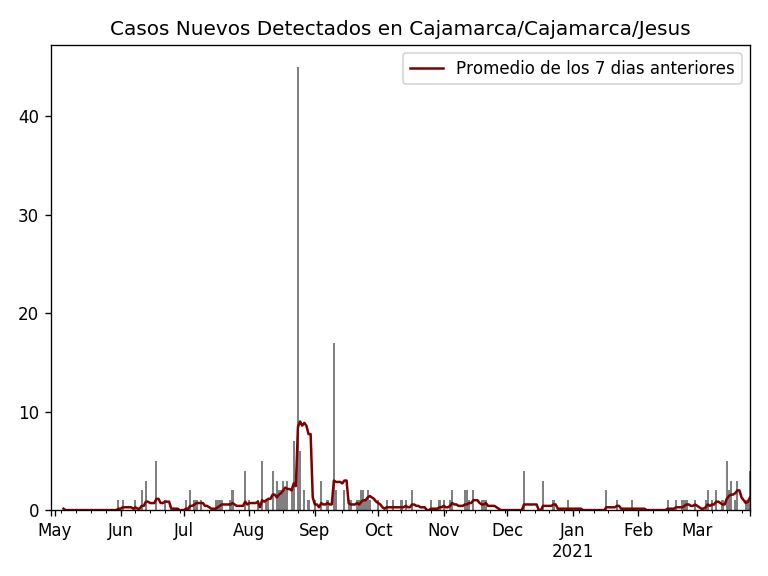 Casos Nuevos Detectados en Cajamarca/Cajamarca/Jesus
Promedio de los 7 dias anteriores
40
30
20
10
0
May Jun Jul Aug Sep Oct Nov Dec Jan Feb Mar
2021